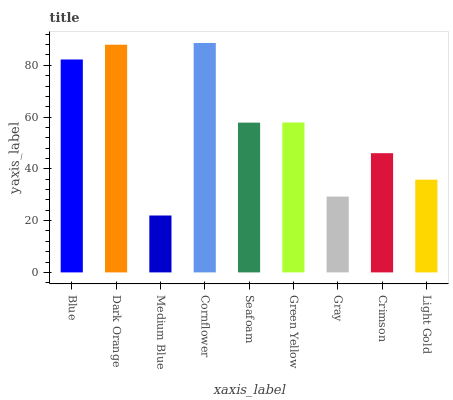 title
yaxis_label
80
60
40
20
0
Blue
Dark Orange
Medium Blue
Cornflower
Seafoam
Green Yellow
Gray
Crimson
Light Gold
xaxis_label